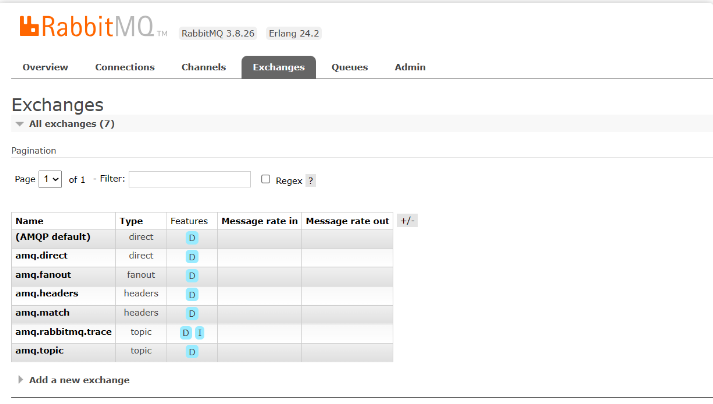 RabbitMQ TM RabbitMQ 3.8.26 Erlang 24.2
Overview Connections Channels Exchanges Queues Admin
Exchanges
All exchanges (7)
Pagination
Page 1 of 1 - Filter: Regex ?
Name Type Features Message rate in Message rate out +/-
(AMQP default) direct D
amq.direct direct D
amq.fanout fanout D
amq.headers headers D
amq.match headers D
amq.rabbitmq.trace topic D I
amq.topic topic D
Add a new exchange